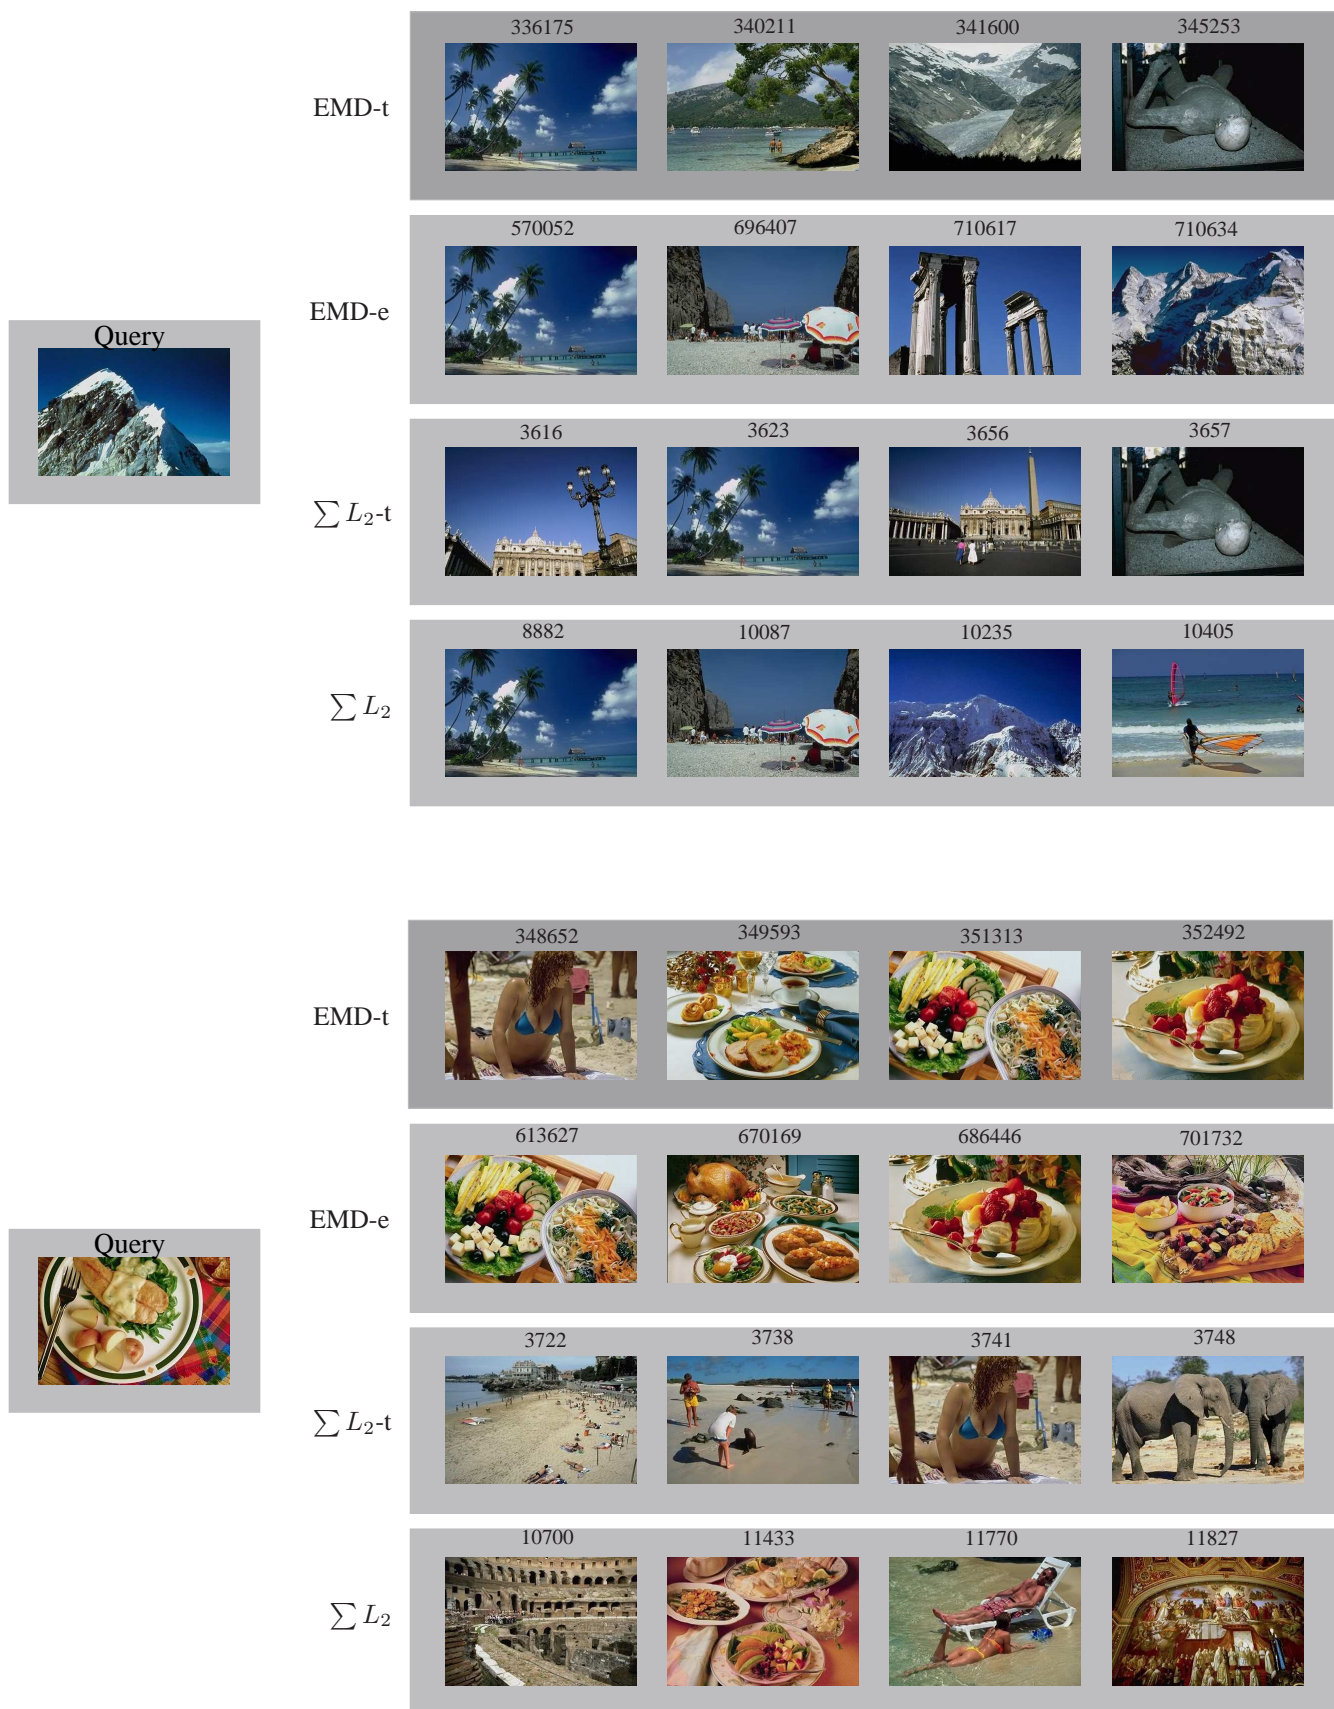 336175 340211 341600 345253
EMD-t
570052 696407 710617 710634
EMD-e
Query
3616 3623 3656 3657
∑ L₂-t
8882 10087 10235 10405
∑ L₂
348652 349593 351313 352492
EMD-t
613627 670169 686446 701732
EMD-e
Query
3722 3738 3741 3748
∑ L₂-t
10700 11433 11770 11827
∑ L₂